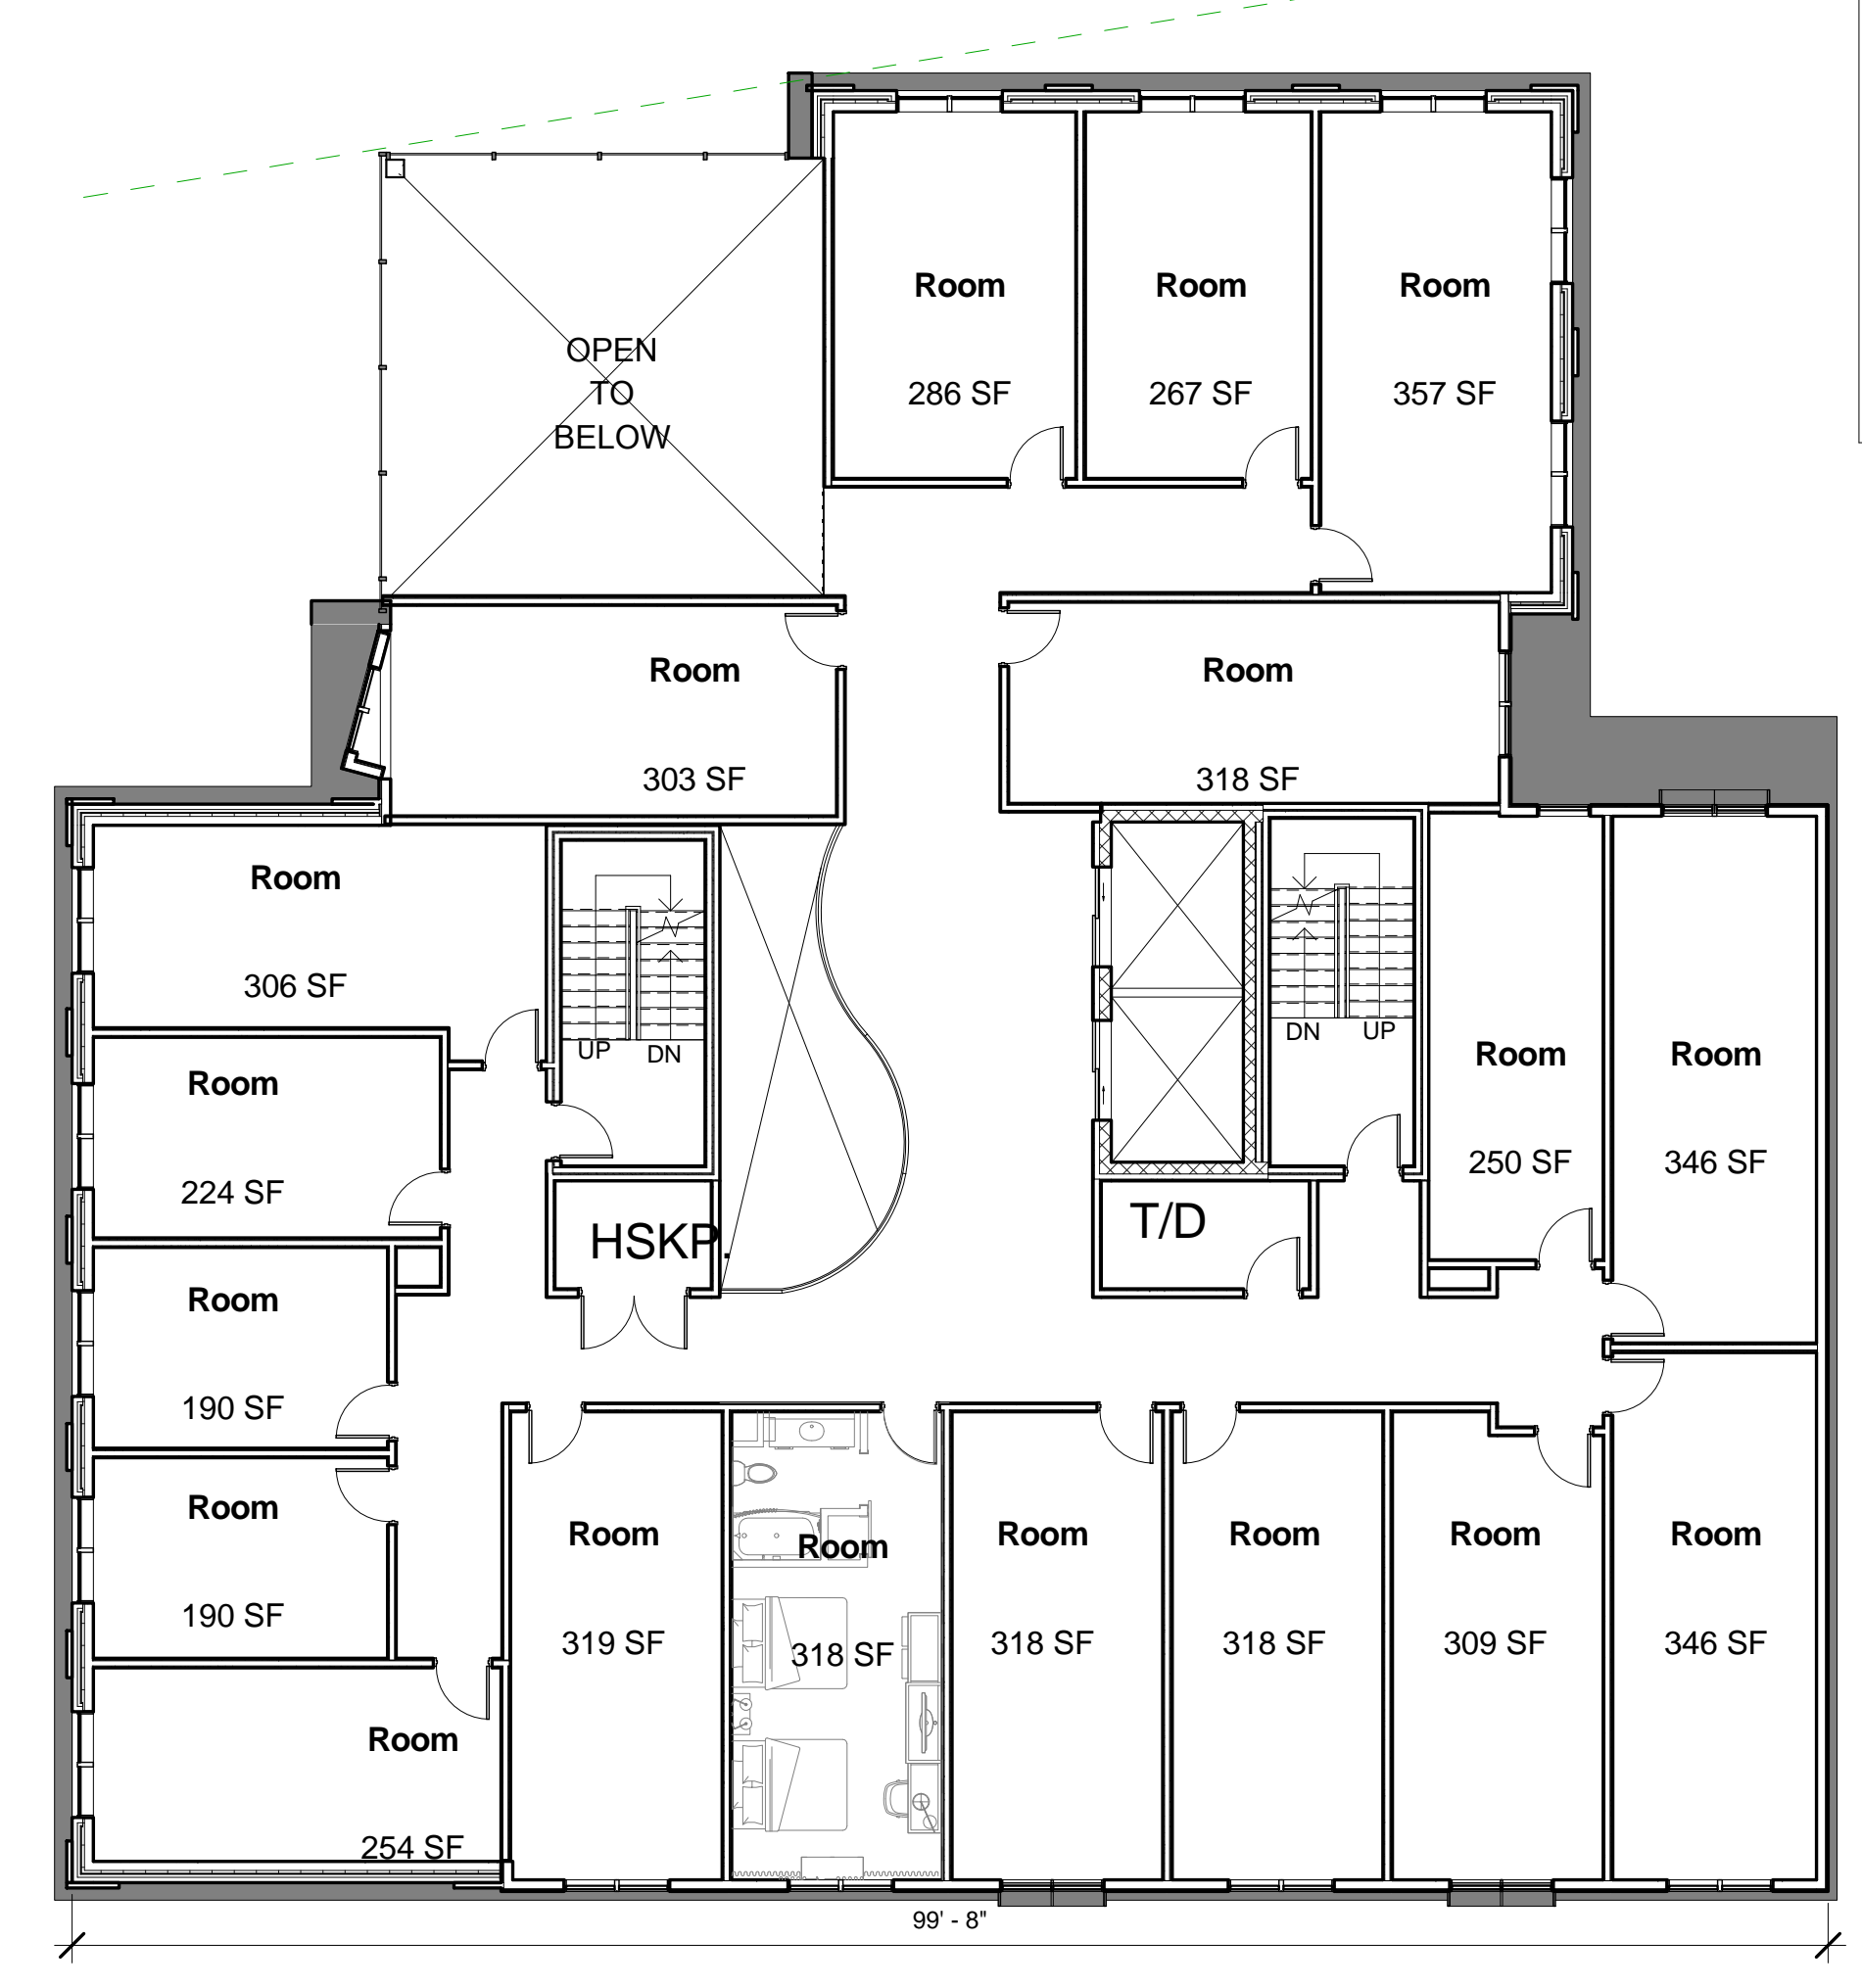 Room
286 SF
Room
267 SF
Room
357 SF
OPEN
TO
BELOW
Room
303 SF
Room
318 SF
Room
306 SF
UP
DN
DN
UP
Room
224 SF
Room
250 SF
Room
346 SF
HSKP.
T/D
Room
190 SF
Room
190 SF
Room
319 SF
Room
318 SF
Room
318 SF
Room
318 SF
Room
309 SF
Room
346 SF
Room
254 SF
99' - 8"